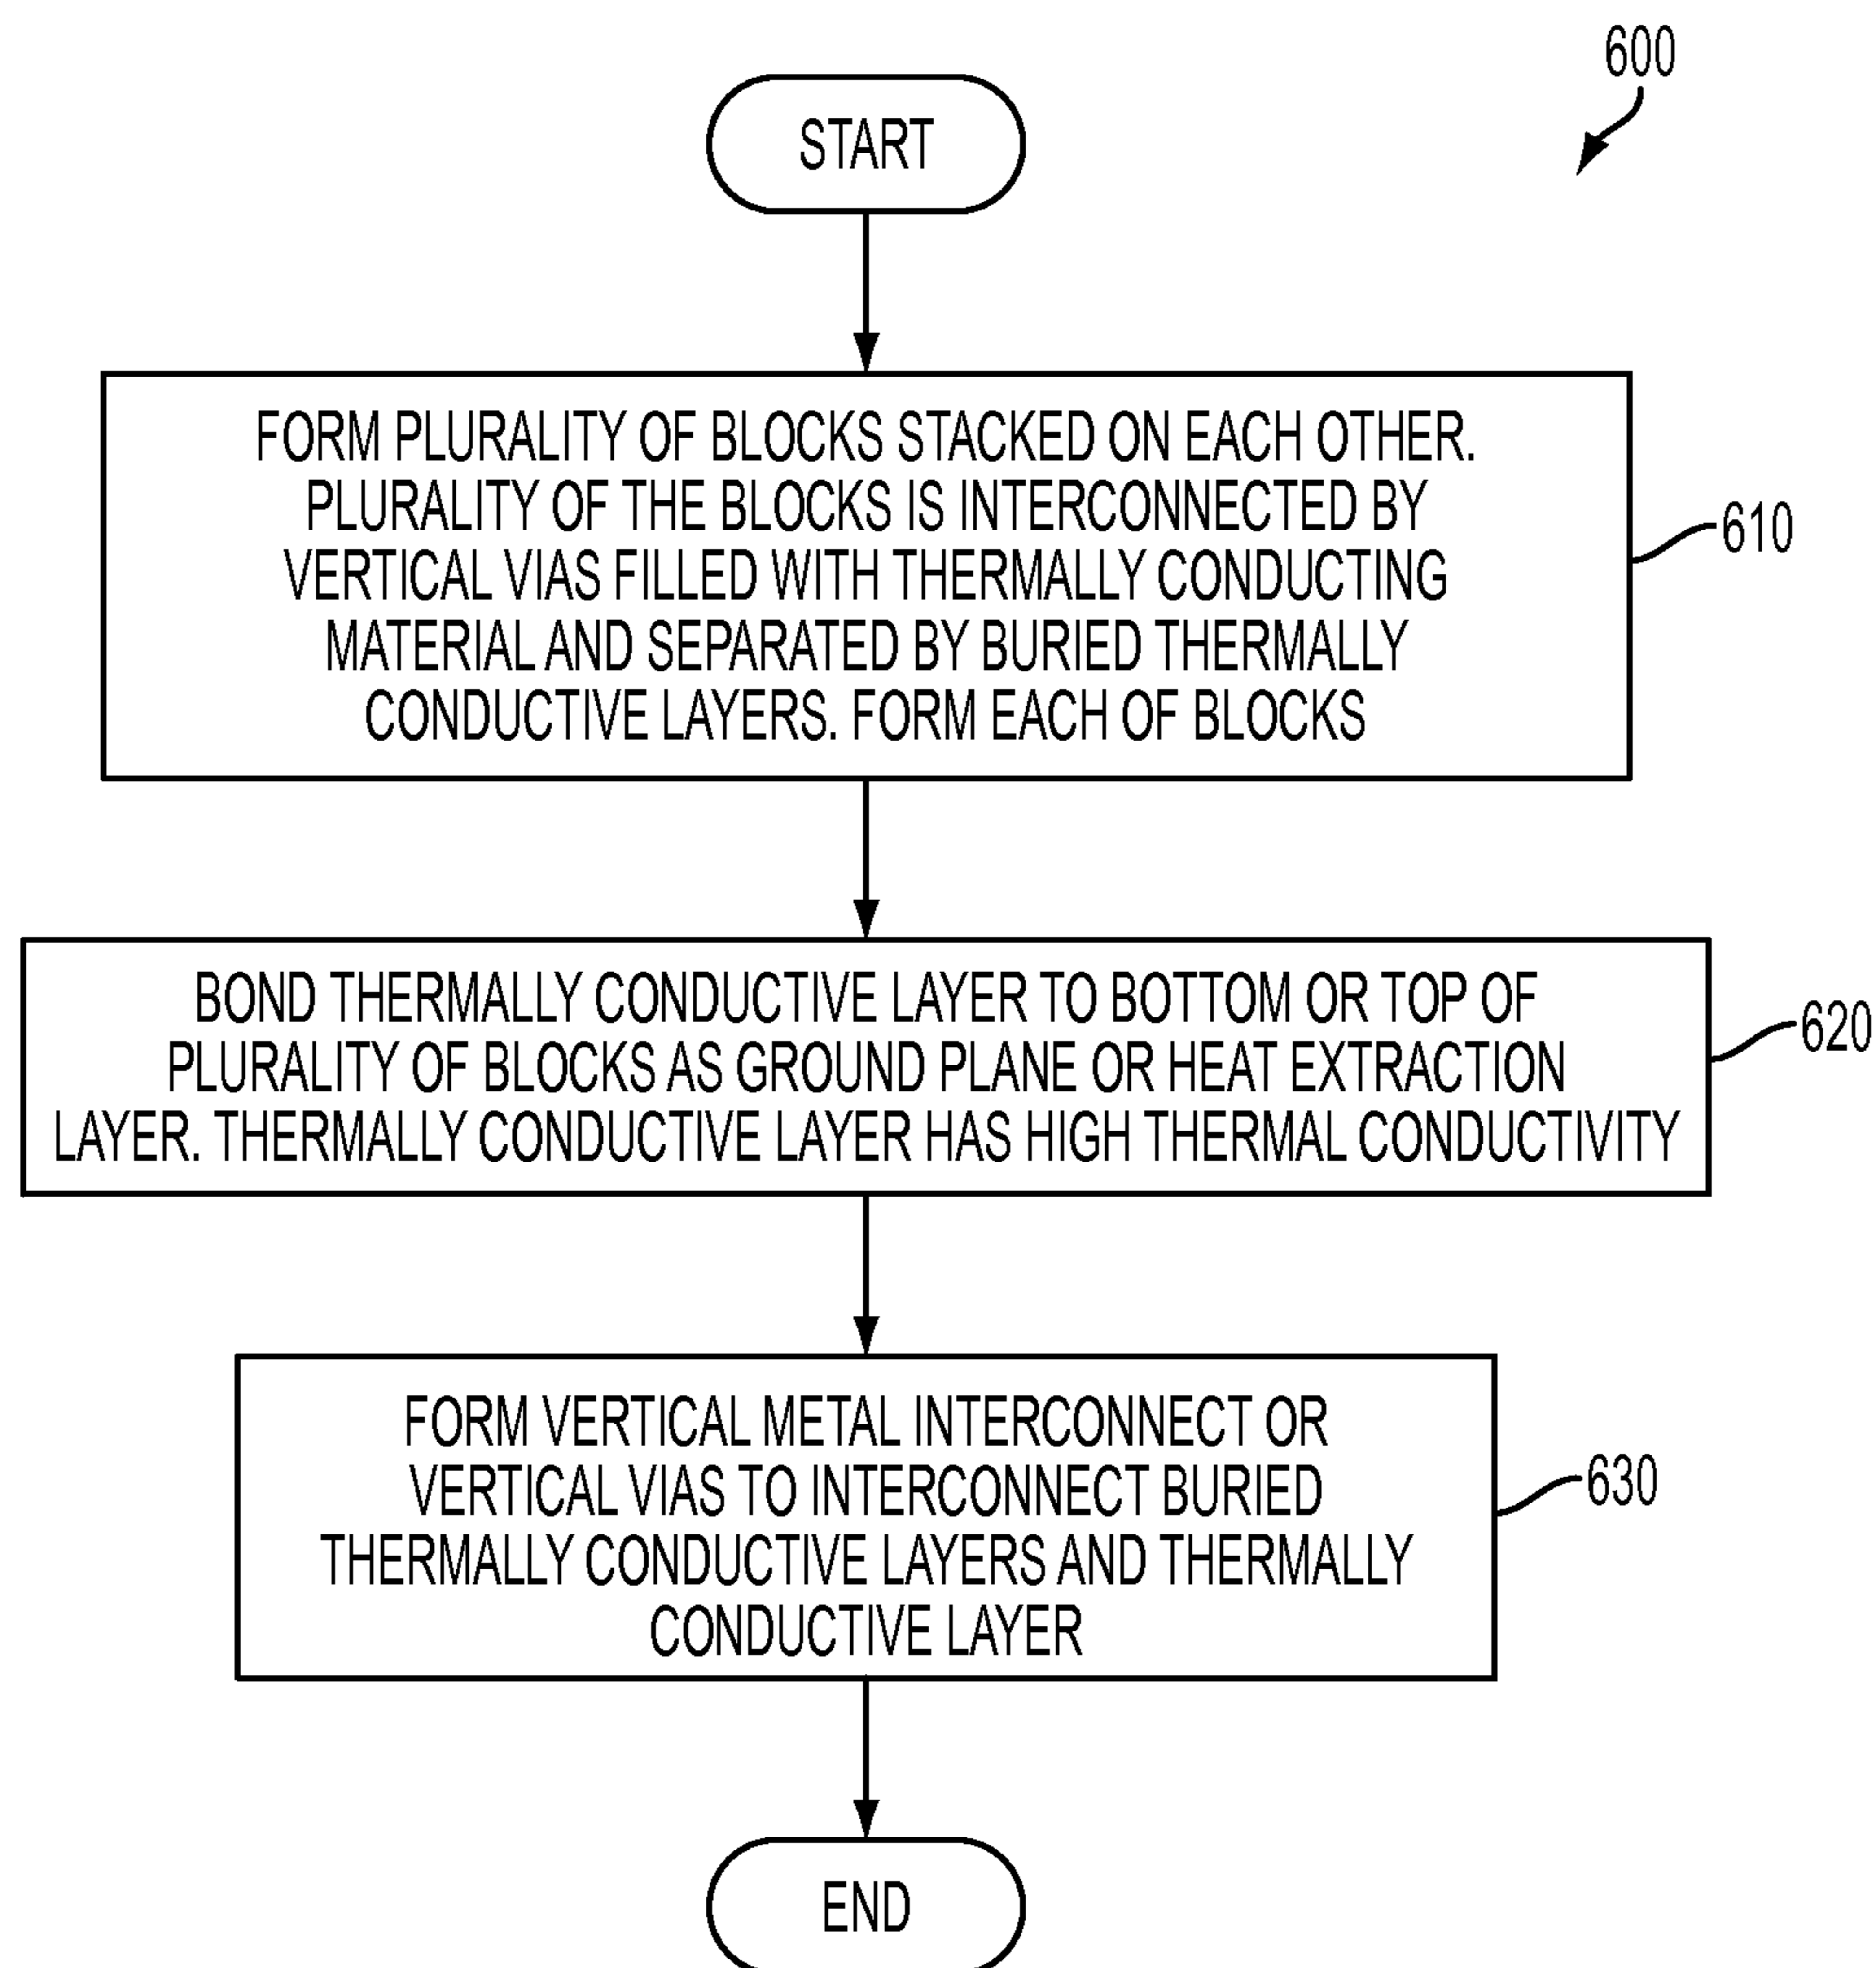 600
START
FORM PLURALITY OF BLOCKS STACKED ON EACH OTHER.
PLURALITY OF THE BLOCKS IS INTERCONNECTED BY
VERTICAL VIAS FILLED WITH THERMALLY CONDUCTING
MATERIAL AND SEPARATED BY BURIED THERMALLY
CONDUCTIVE LAYERS. FORM EACH OF BLOCKS
610
BOND THERMALLY CONDUCTIVE LAYER TO BOTTOM OR TOP OF
PLURALITY OF BLOCKS AS GROUND PLANE OR HEAT EXTRACTION
LAYER. THERMALLY CONDUCTIVE LAYER HAS HIGH THERMAL CONDUCTIVITY
620
FORM VERTICAL METAL INTERCONNECT OR
VERTICAL VIAS TO INTERCONNECT BURIED
THERMALLY CONDUCTIVE LAYERS AND THERMALLY
CONDUCTIVE LAYER
630
END